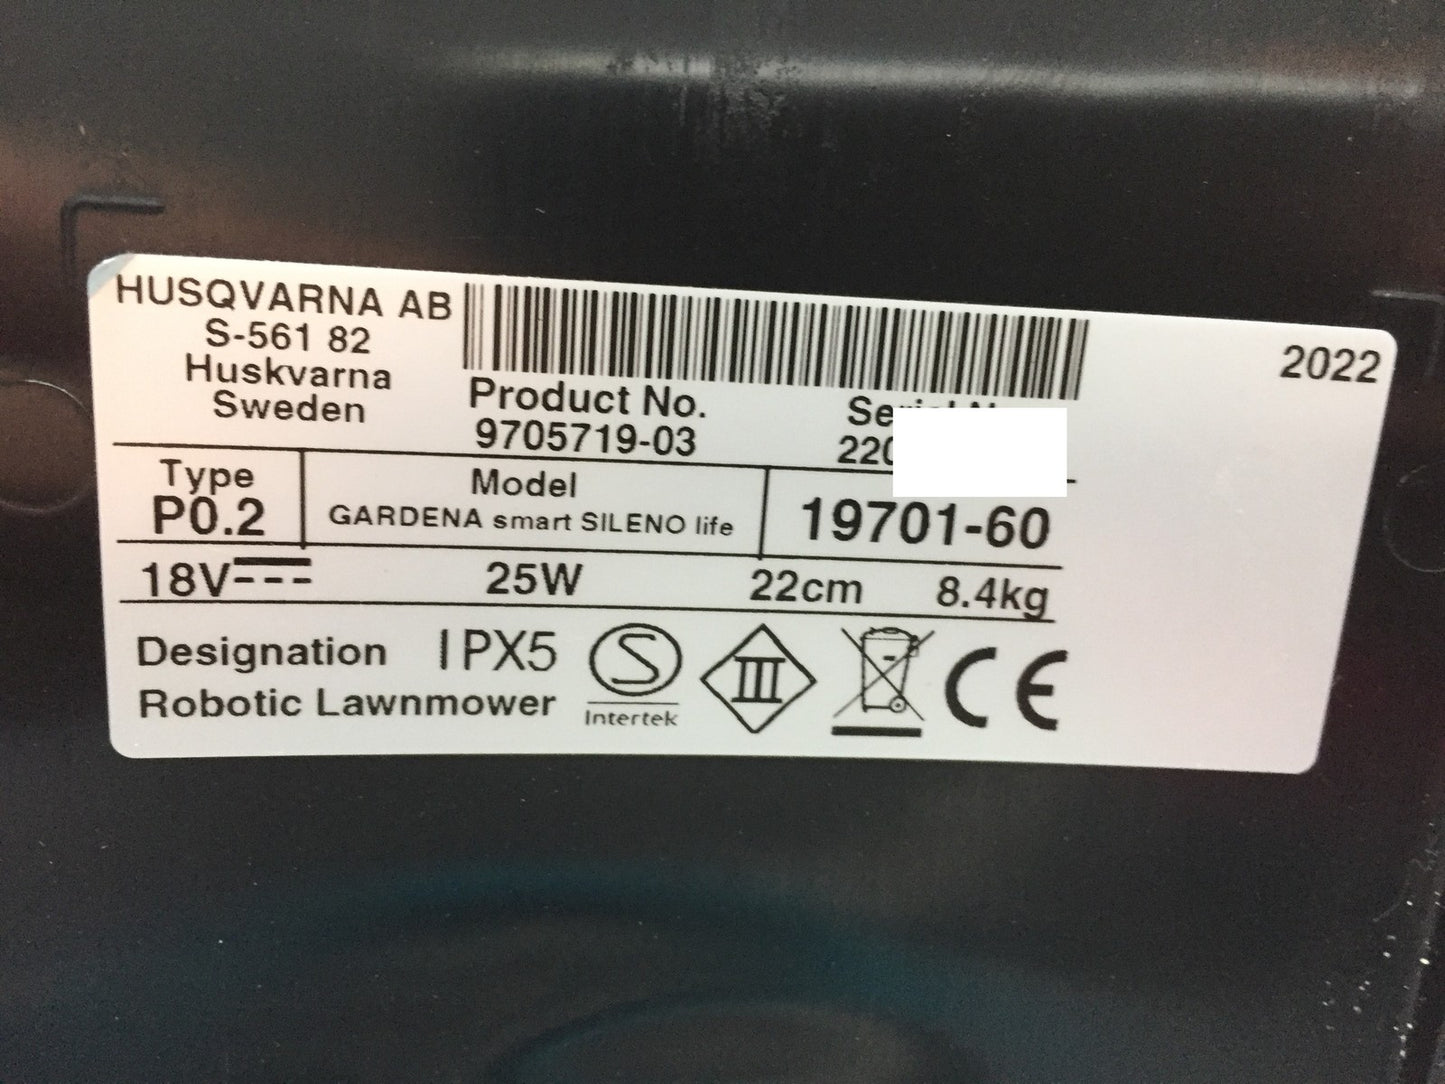 HUSQVARNA AB
S-561 82
Huskvarna
Sweden
Product No.
9705719-03
2022
Type
P0.2
Model
GARDENA smart SILENO life
19701-60
18V
25W
22cm
8.4kg
Designation
Robotic Lawnmower
IPX5
S
Intertek
III
CE